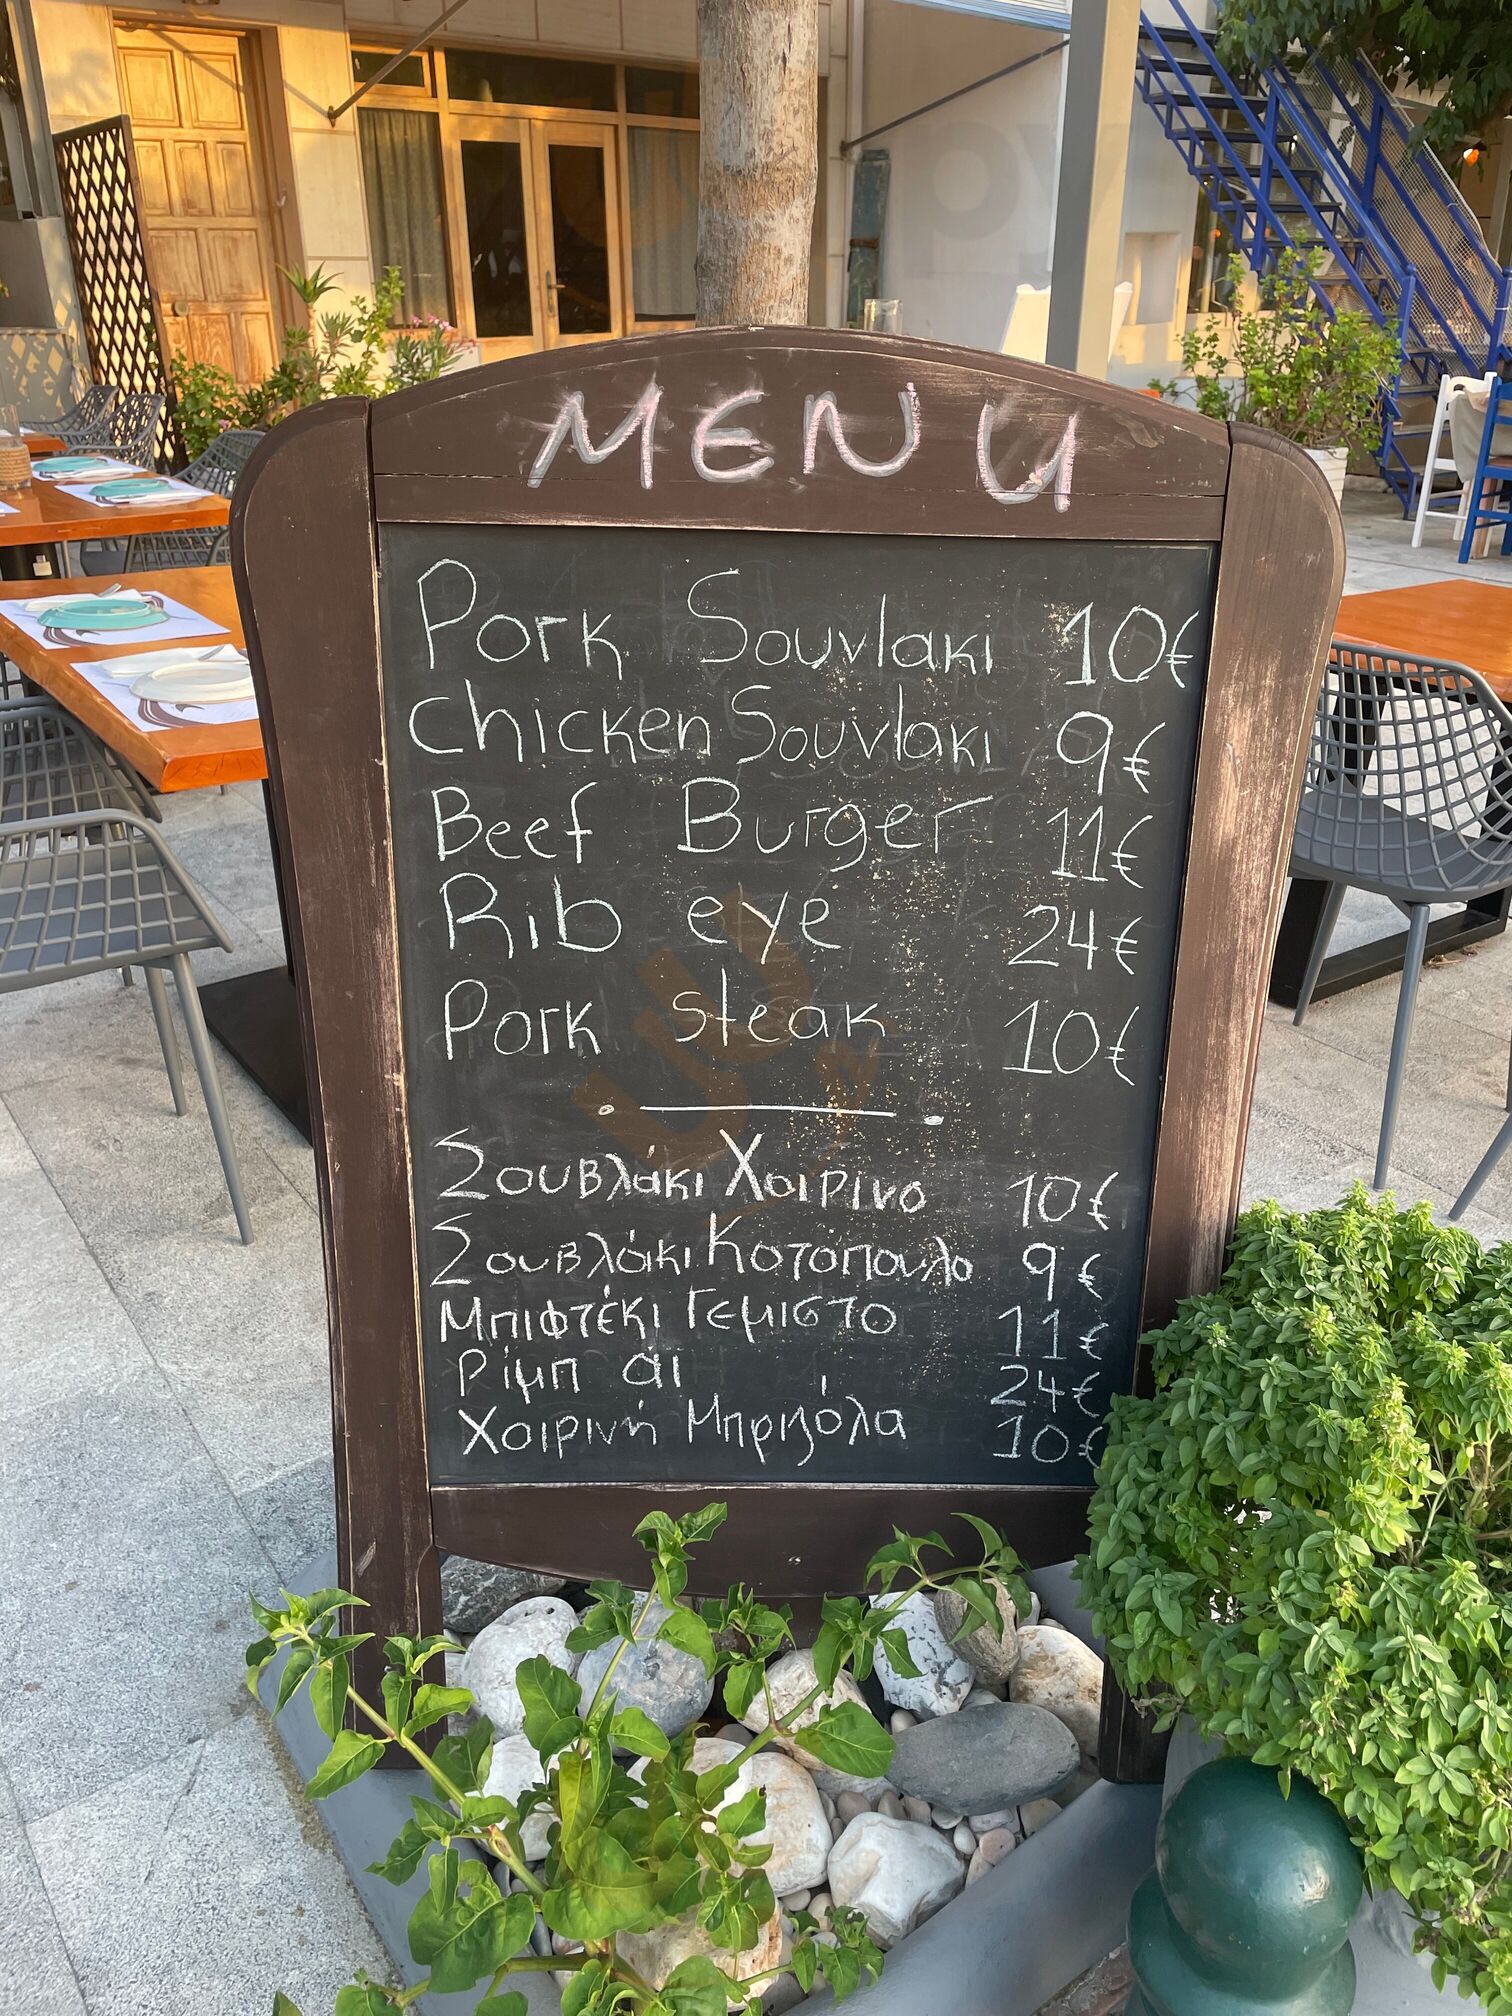 MENU
Pork Souvlaki 10€
Chicken Souvlaki 9€
Beef Burger 11€
Rib eye 24€
Pork steak 10€
Σουβλάκι Χοιρινο 10€
Σουβλάκι Κοτόπουλο 9€
Μπιφτέκι Γεμιστο 11€
Ρίμπ άι 24€
Χοιρινή Μπριζόλα 10€